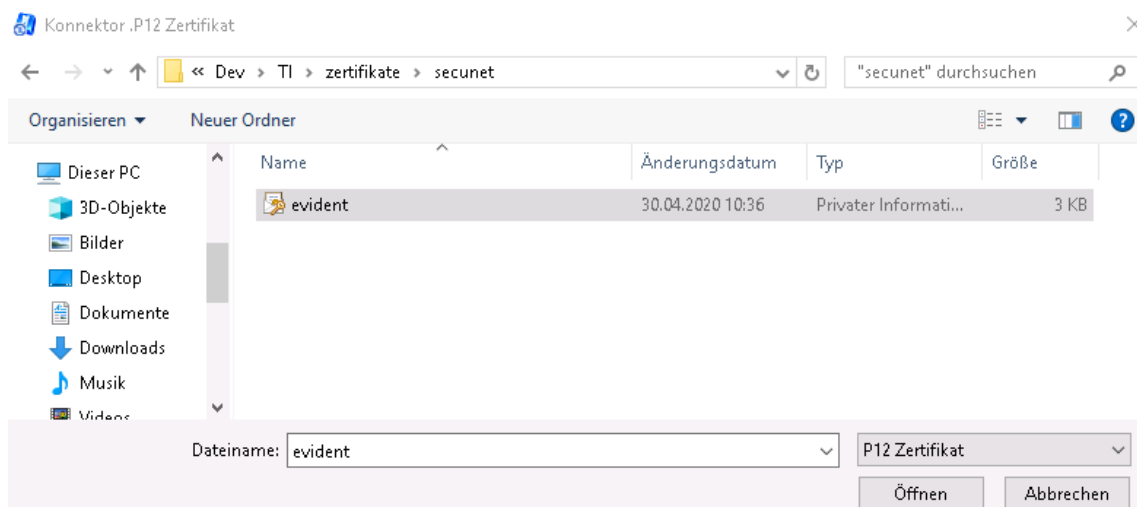 Konnektor .P12 Zertifikat
« Dev > TI > zertifikate > secunet
"secunet" durchsuchen
Organisieren
Neuer Ordner
Name
Änderungsdatum
Typ
Größe
evident
30.04.2020 10:36
Privater Informati...
3 KB
Dieser PC
3D-Objekte
Bilder
Desktop
Dokumente
Downloads
Musik
Videos
Dateiname:
evident
P12 Zertifikat
Öffnen
Abbrechen